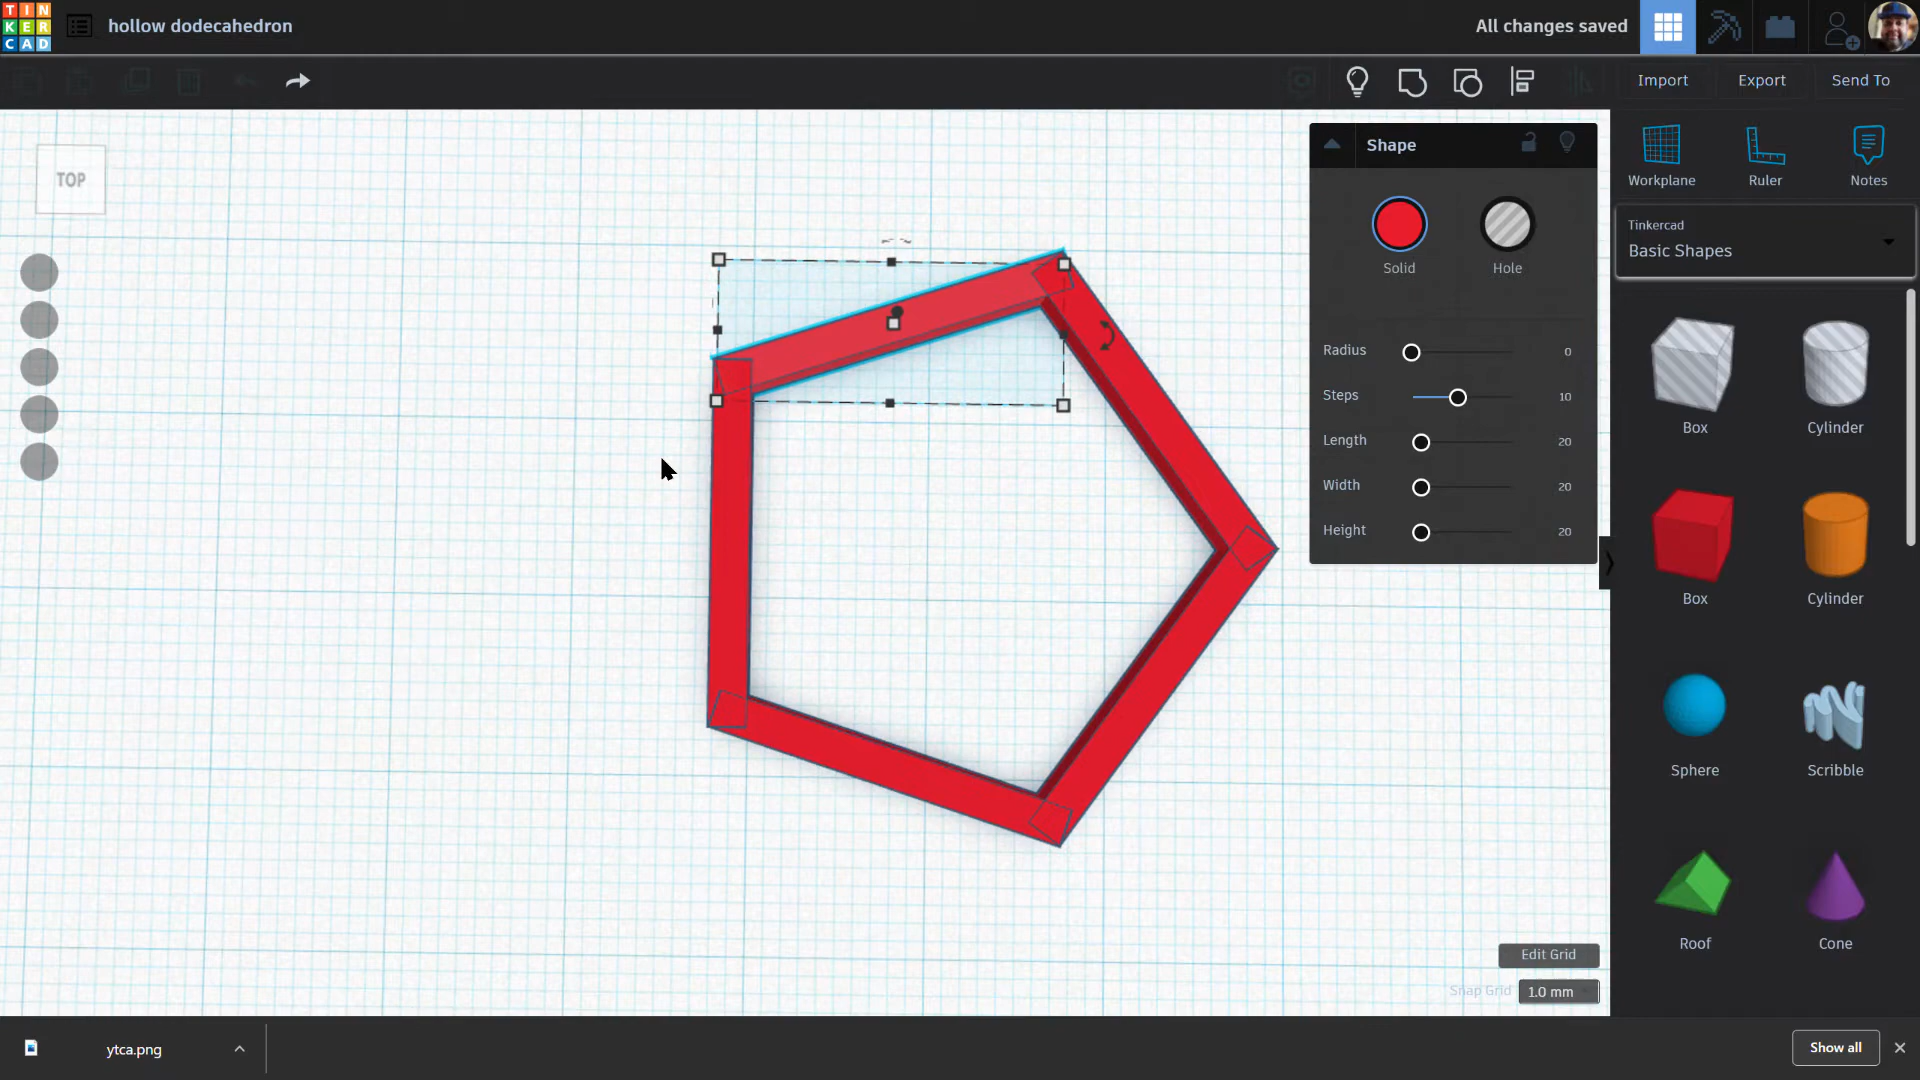 TIN
KER
CAD
hollow dodecahedron
All changes saved
Import
Export
Send To
TOP
Shape
Solid
Hole
Radius
0
Steps
10
Length
20
Width
20
Height
20
Workplane
Ruler
Notes
Tinkercad
Basic Shapes
Box
Cylinder
Box
Cylinder
Sphere
Scribble
Roof
Cone
Edit Grid
Snap Grid
1.0 mm
ytca.png
Show all